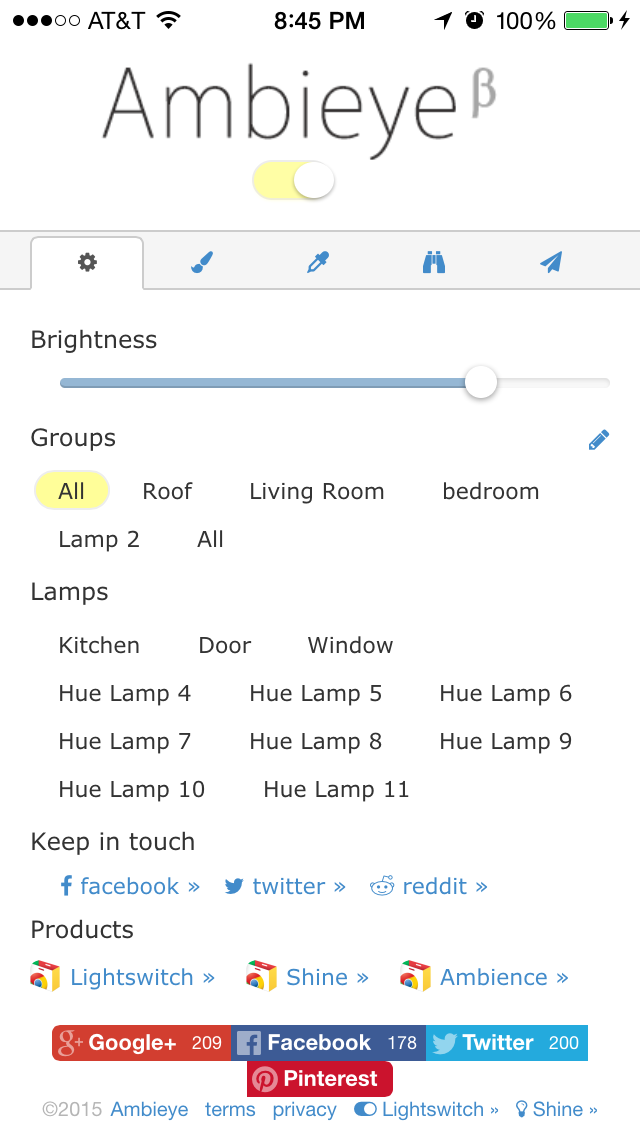 AT&T 8:45 PM 100%
Ambieye β
Brightness
Groups
All Roof Living Room bedroom
Lamp 2 All
Lamps
Kitchen Door Window
Hue Lamp 4 Hue Lamp 5 Hue Lamp 6
Hue Lamp 7 Hue Lamp 8 Hue Lamp 9
Hue Lamp 10 Hue Lamp 11
Keep in touch
facebook » twitter » reddit »
Products
Lightswitch » Shine » Ambience »
Google+ 209 Facebook 178 Twitter 200
Pinterest
©2015 Ambieye terms privacy Lightswitch » Shine »